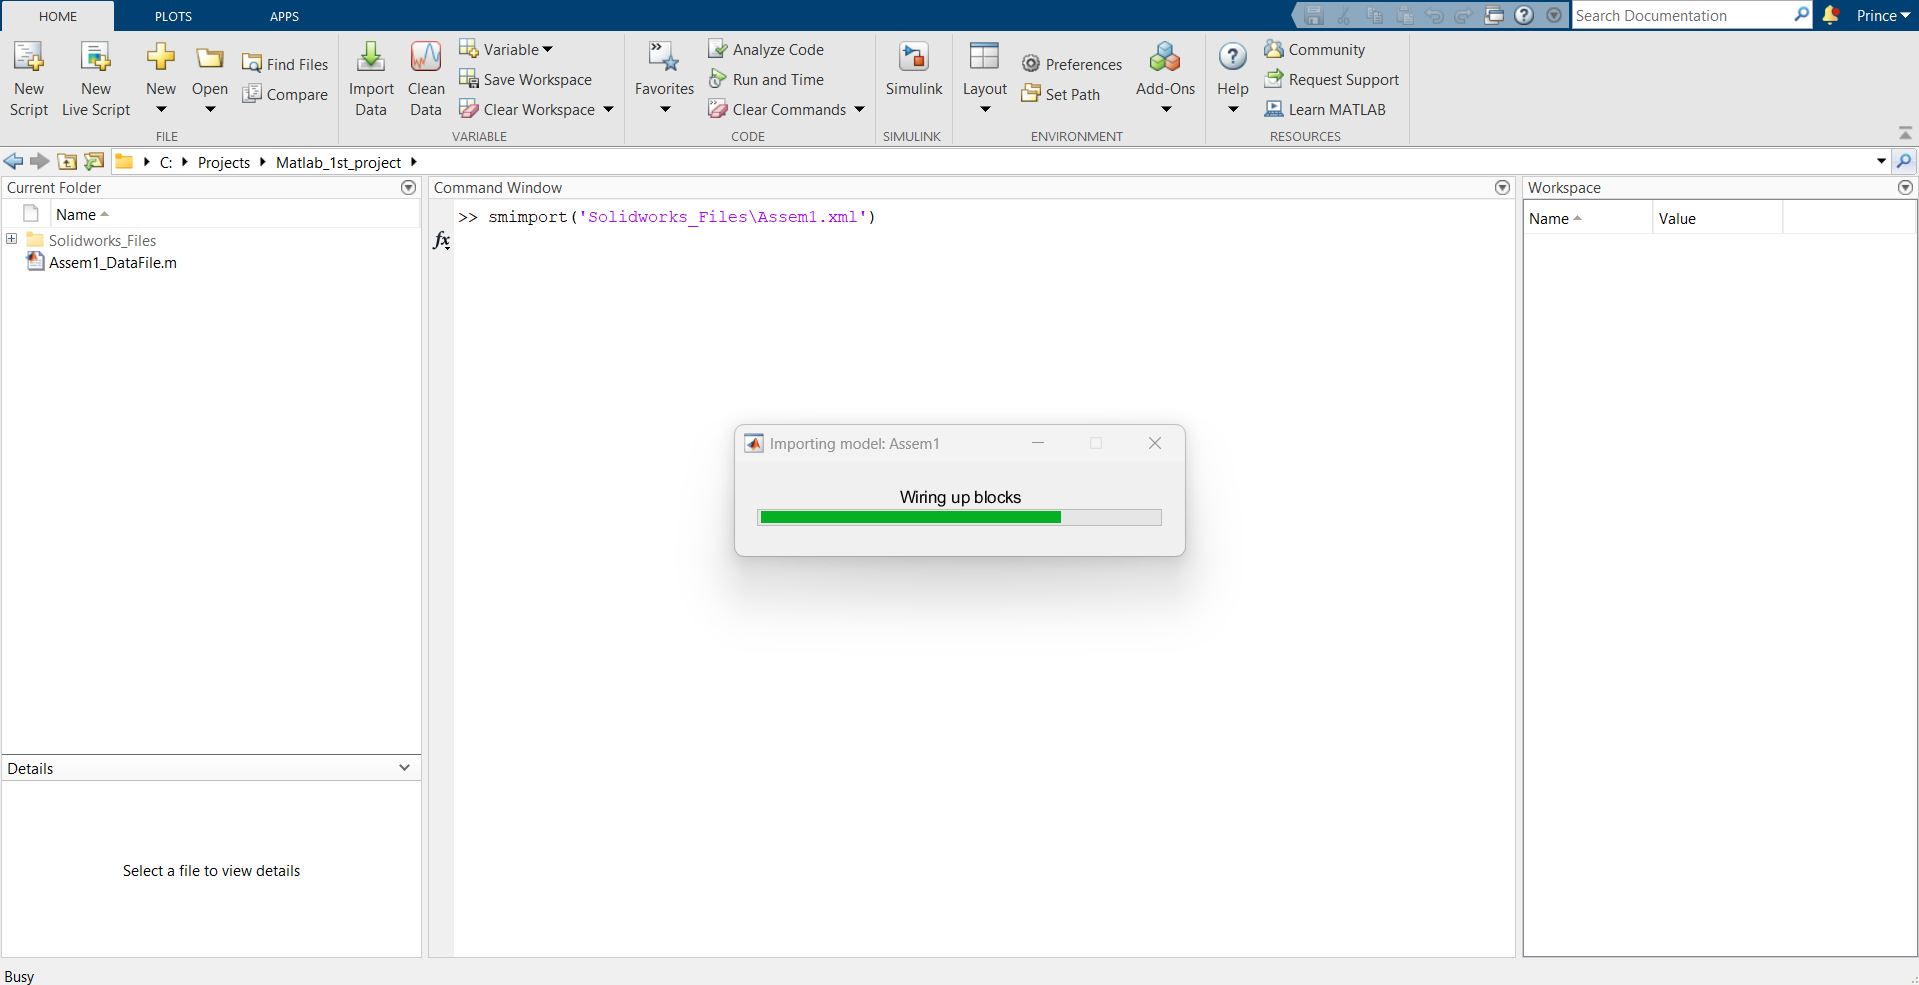 HOME PLOTS APPS
Search Documentation Prince
New Script
New Live Script
New
Open
Find Files
Compare
FILE
Import Data
Clean Data
Variable
Save Workspace
Clear Workspace
VARIABLE
Favorites
Analyze Code
Run and Time
Clear Commands
CODE
Simulink
SIMULINK
Layout
Preferences
Set Path
Add-Ons
ENVIRONMENT
Help
Community
Request Support
Learn MATLAB
RESOURCES
C: Projects Matlab_1st_project
Current Folder
Name
Solidworks_Files
Assem1_DataFile.m
Details
Select a file to view details
Command Window
>> smimport('Solidworks_Files\Assem1.xml')
fx
Importing model: Assem1
Wiring up blocks
Workspace
Name Value
Busy